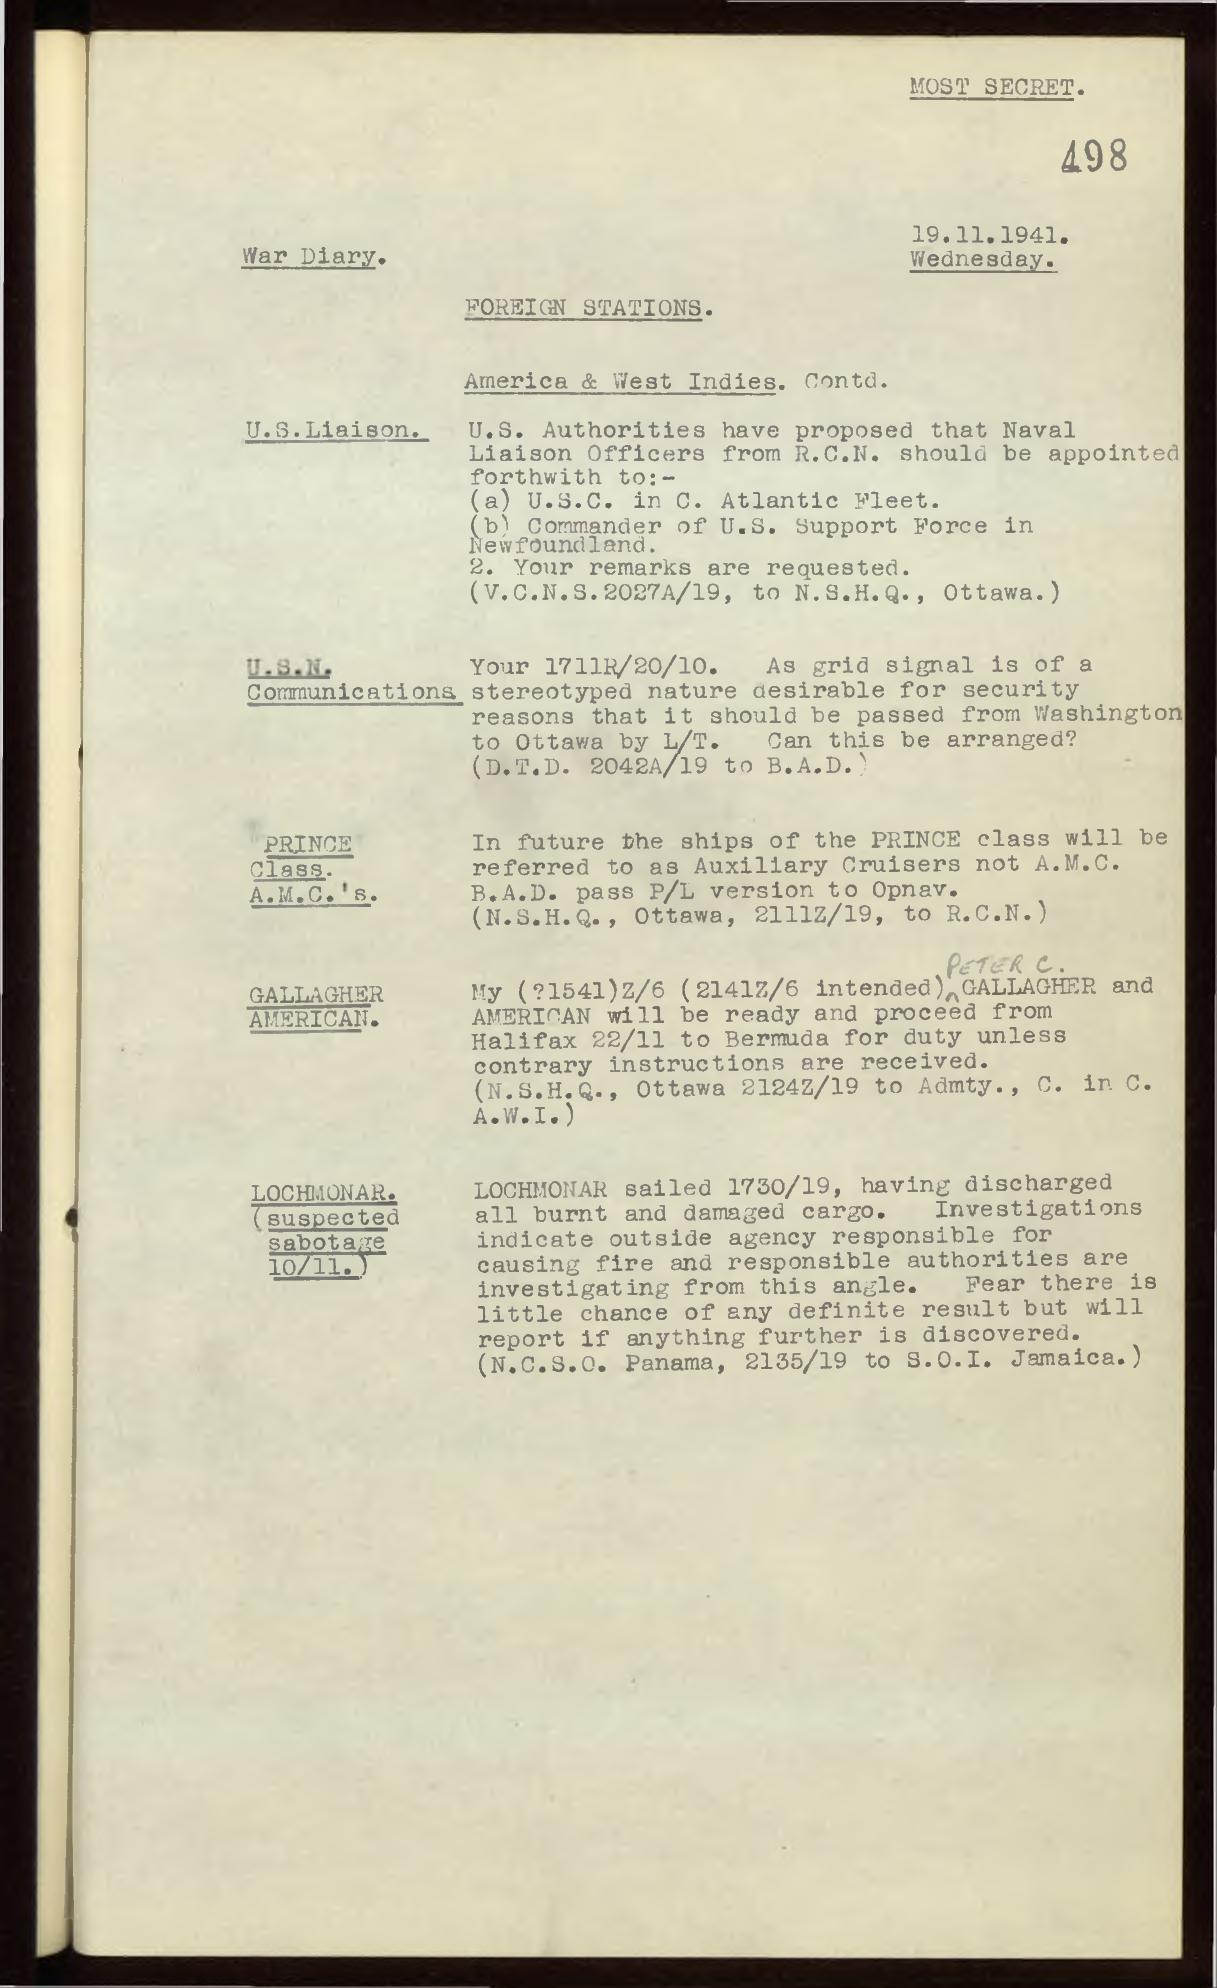 MOST SECRET.
498
19.11.1941.
War Diary.
Wednesday.
FOREIGN STATIONS.
America & West Indies. Contd.
U.S.Liaison. U.S. Authorities have proposed that Naval
Liaison Officers from R.C.N. should be appointed
forthwith to:-
(a) U.S.C. in C. Atlantic Fleet.
(b) Commander of U.S. Support Force in
Newfoundland.
2. Your remarks are requested.
(V.C.N.S.2027A/19, to N.S.H.Q., Ottawa.)
U.S.N. Your 1711R/20/10. As grid signal is of a
Communications stereotyped nature desirable for security
reasons that it should be passed from Washington
to Ottawa by L/T. Can this be arranged?
(D.T.D. 2042A/19 to B.A.D.)
"PRINCE" In future the ships of the PRINCE class will be
Class. referred to as Auxiliary Cruisers not A.M.C.
A.M.C.'s. B.A.D. pass P/L version to Opnav.
(N.S.H.Q., Ottawa, 2111Z/19, to R.C.N.)
PETER C.
GALLAGHER My (?1541)Z/6 (2141Z/6 intended)^GALLAGHER and
AMERICAN. AMERICAN will be ready and proceed from
Halifax 22/11 to Bermuda for duty unless
contrary instructions are received.
(N.S.H.Q., Ottawa 2124Z/19 to Admty., C. in C.
A.W.I.)
LOCHMONAR. LOCHMONAR sailed 1730/19, having discharged
(suspected all burnt and damaged cargo. Investigations
sabotage indicate outside agency responsible for
10/11.) causing fire and responsible authorities are
investigating from this angle. Fear there is
little chance of any definite result but will
report if anything further is discovered.
(N.C.S.O. Panama, 2135/19 to S.O.I. Jamaica.)